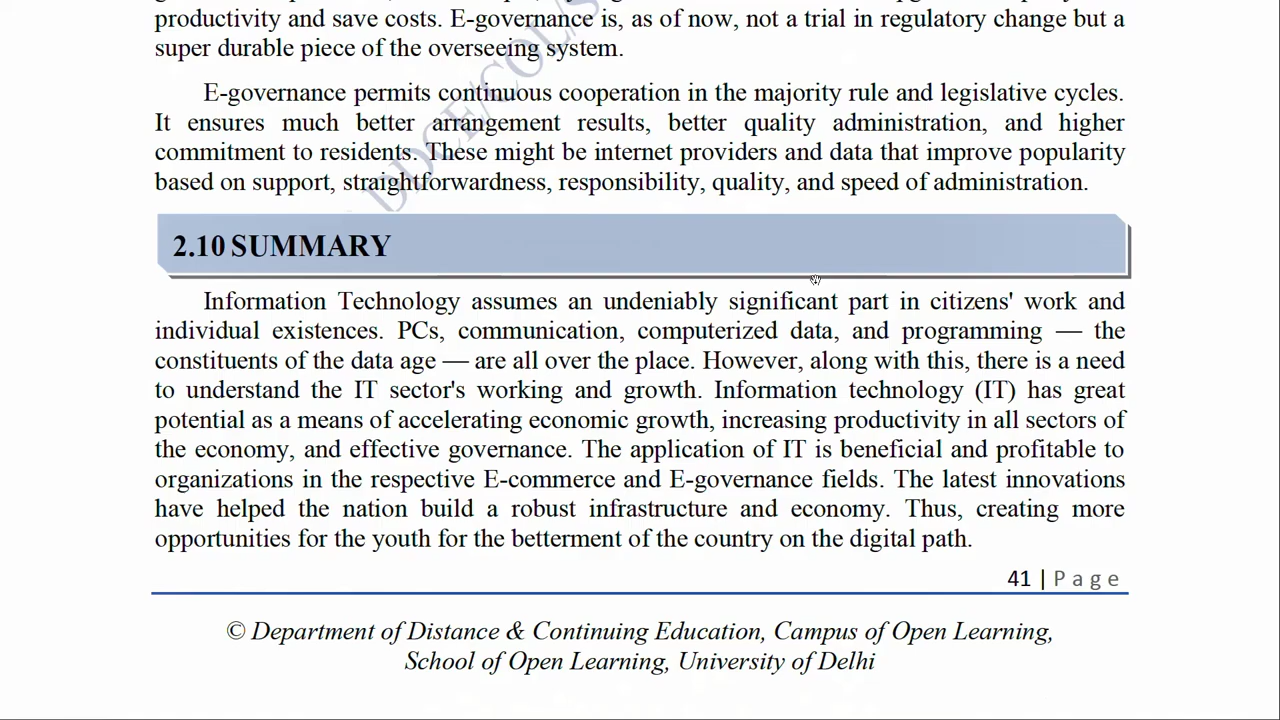 productivity and save costs. E-governance is, as of now, not a trial in regulatory change but a
super durable piece of the overseeing system.
E-governance permits continuous cooperation in the majority rule and legislative cycles.
It ensures much better arrangement results, better quality administration, and higher
commitment to residents. These might be internet providers and data that improve popularity
based on support, straightforwardness, responsibility, quality, and speed of administration.
2.10 SUMMARY
Information Technology assumes an undeniably significant part in citizens' work and
individual existences. PCs, communication, computerized data, and programming — the
constituents of the data age — are all over the place. However, along with this, there is a need
to understand the IT sector's working and growth. Information technology (IT) has great
potential as a means of accelerating economic growth, increasing productivity in all sectors of
the economy, and effective governance. The application of IT is beneficial and profitable to
organizations in the respective E-commerce and E-governance fields. The latest innovations
have helped the nation build a robust infrastructure and economy. Thus, creating more
opportunities for the youth for the betterment of the country on the digital path.
41 | Page
© Department of Distance & Continuing Education, Campus of Open Learning,
School of Open Learning, University of Delhi
DDCE/COL/S